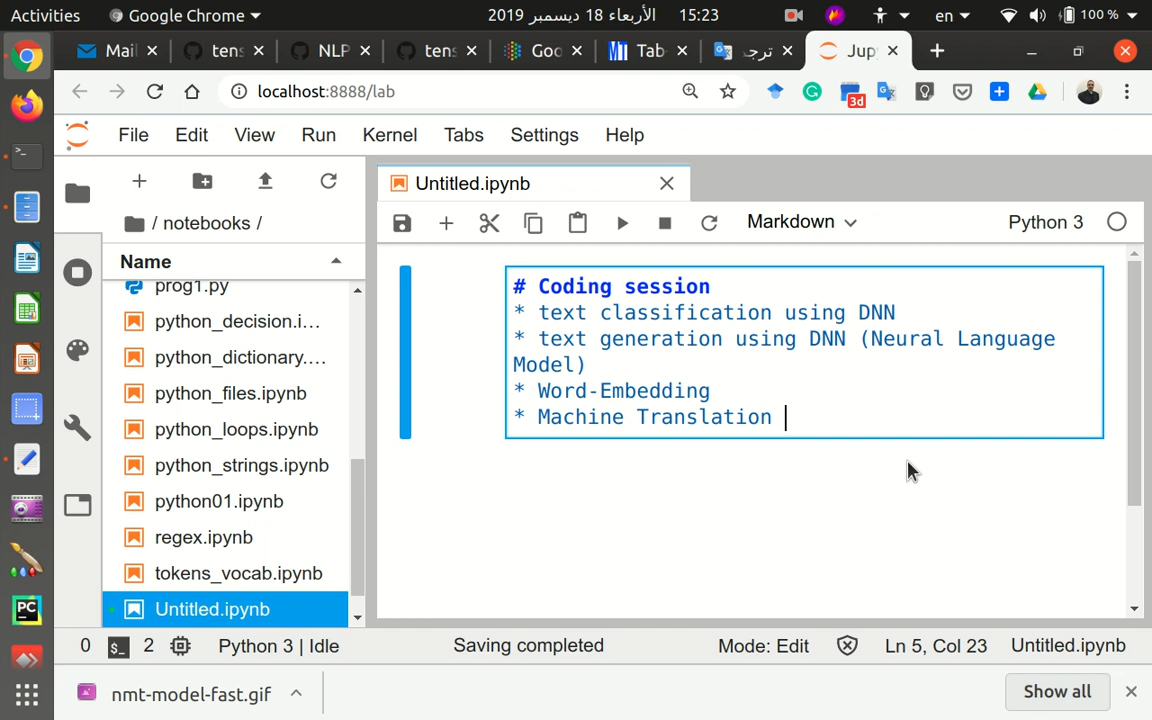 Activities Google Chrome الأربعاء 18 ديسمبر 2019 15:23 en 100 %
Mail tens NLP tens Goo Tab ترجـ Jup
localhost:8888/lab 3d
File Edit View Run Kernel Tabs Settings Help
Untitled.ipynb
/ notebooks / Markdown Python 3
Name
prog1.py
python_decision.i...
python_dictionary....
python_files.ipynb
python_loops.ipynb
python_strings.ipynb
python01.ipynb
regex.ipynb
tokens_vocab.ipynb
Untitled.ipynb
# Coding session
* text classification using DNN
* text generation using DNN (Neural Language
Model)
* Word-Embedding
* Machine Translation
0 $_ 2 Python 3 | Idle Saving completed Mode: Edit Ln 5, Col 23 Untitled.ipynb
nmt-model-fast.gif Show all
PC